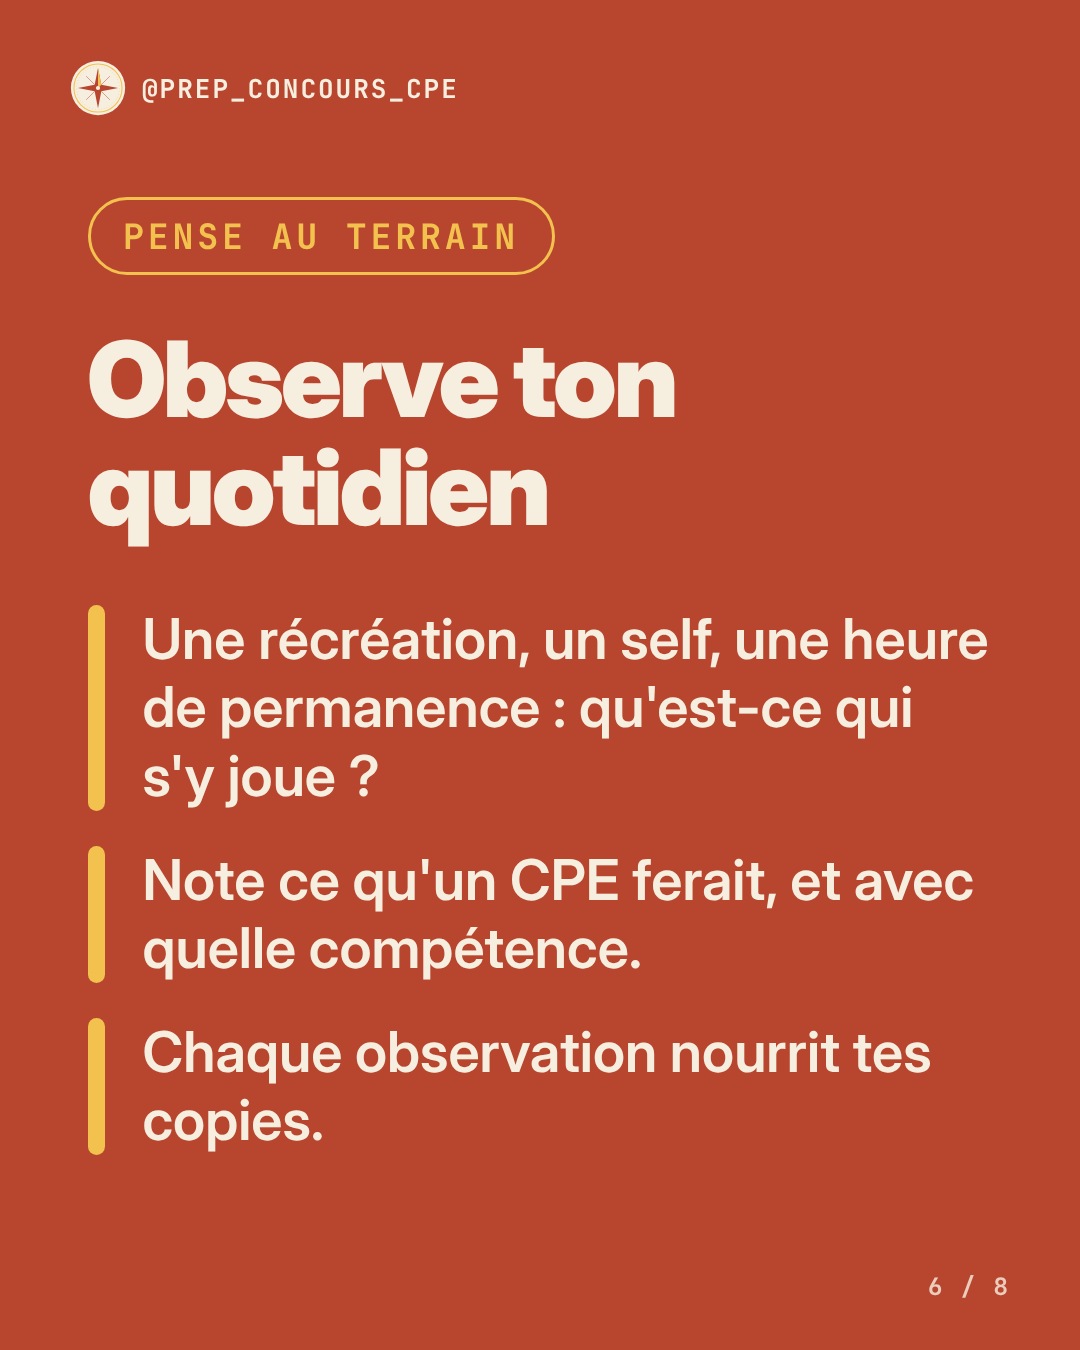 @PREP_CONCOURS_CPE
PENSE AU TERRAIN
Observe ton
quotidien
Une récréation, un self, une heure
de permanence : qu'est-ce qui
s'y joue ?
Note ce qu'un CPE ferait, et avec
quelle compétence.
Chaque observation nourrit tes
copies.
6 / 8